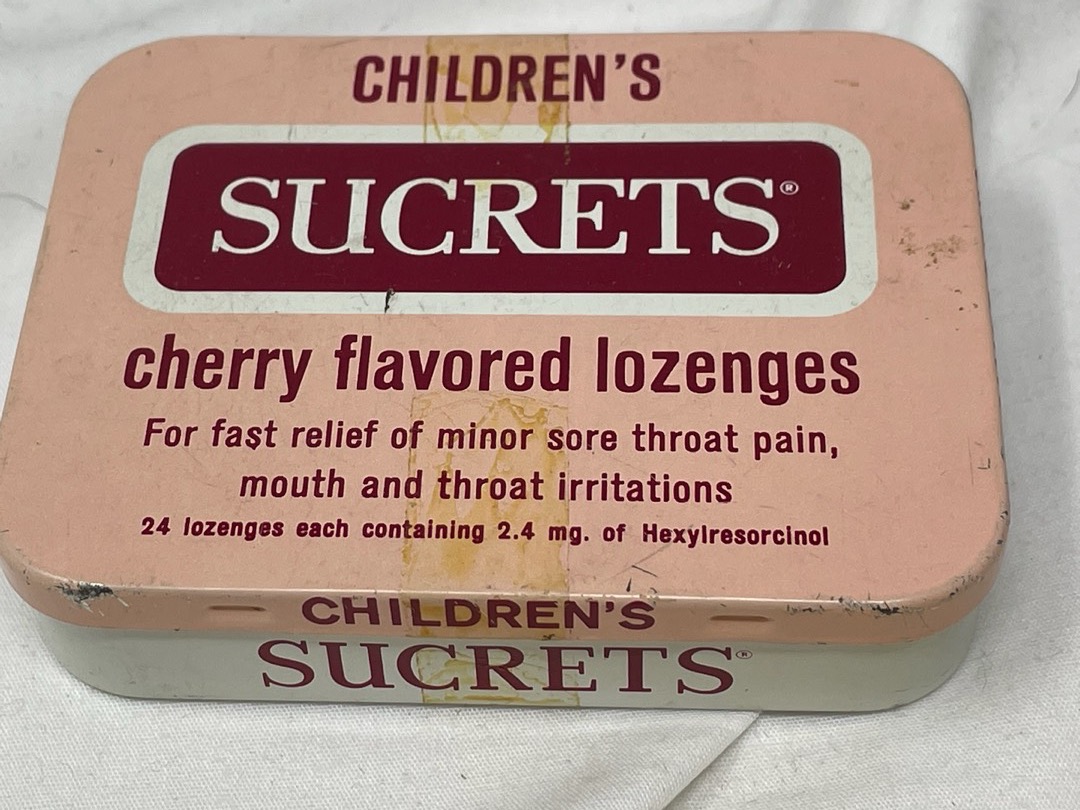 CHILDREN'S
SUCRETS®
cherry flavored lozenges
For fast relief of minor sore throat pain,
mouth and throat irritations
24 lozenges each containing 2.4 mg. of Hexylresorcinol
CHILDREN'S
SUCRETS®